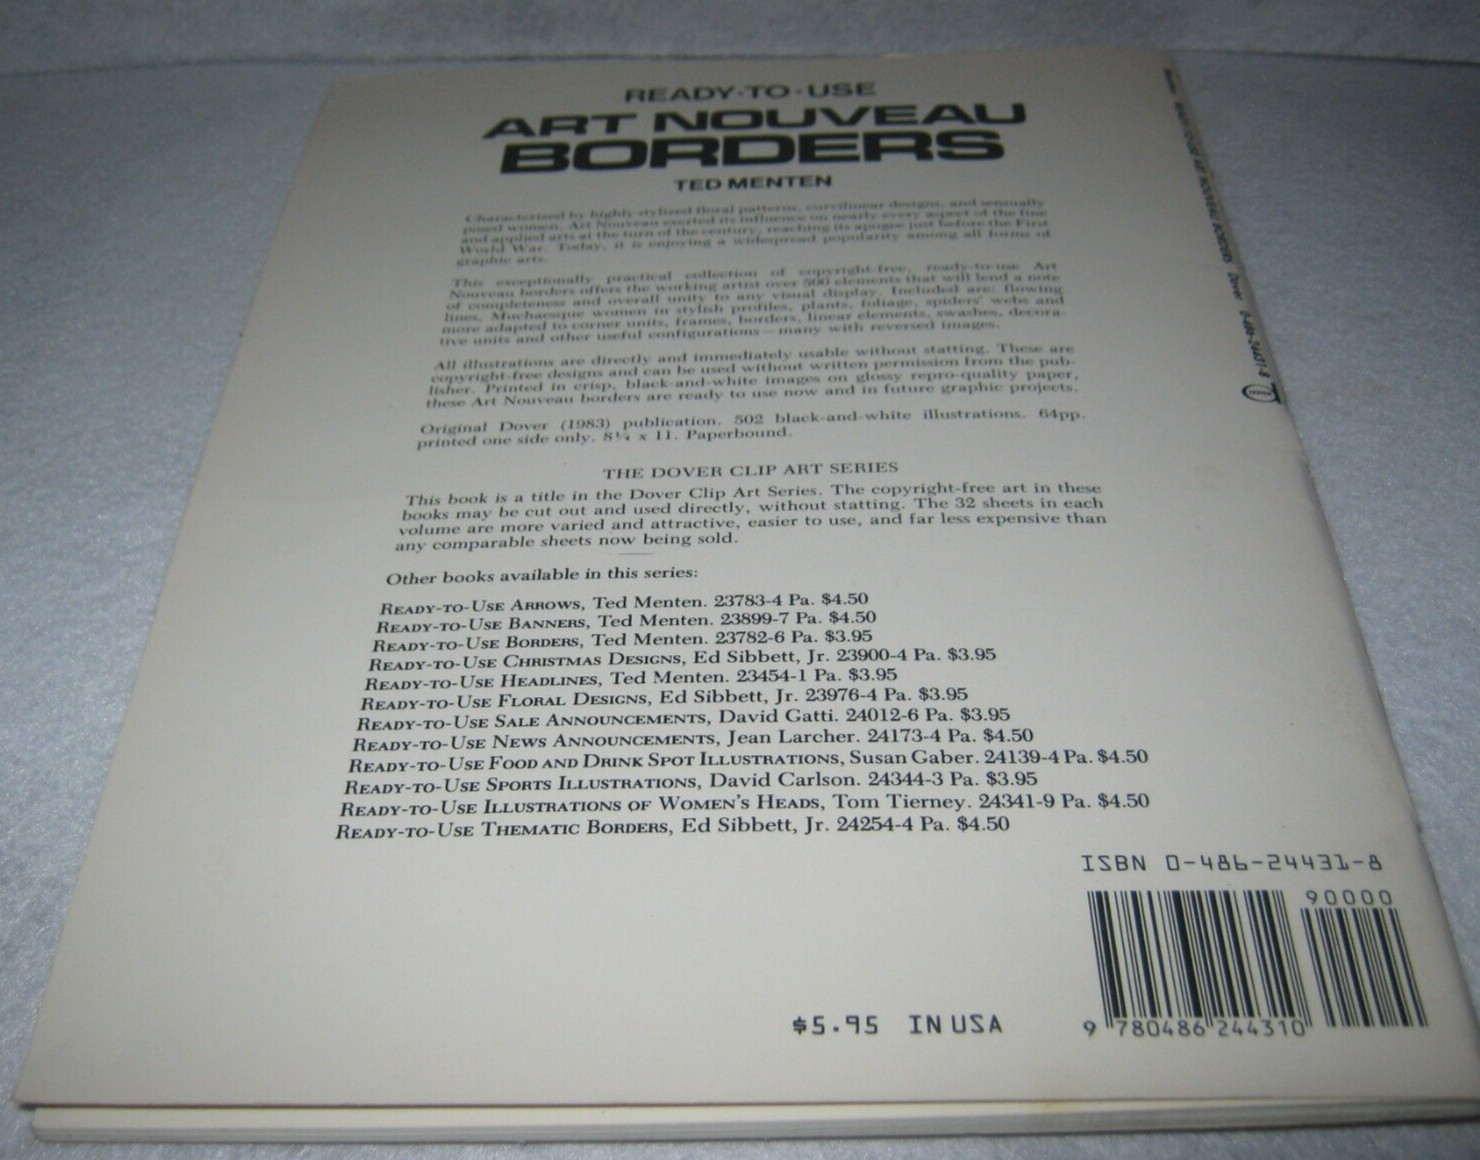 READY·TO·USE
ART NOUVEAU
BORDERS
TED MENTEN
Characterized by highly stylized floral patterns, curvilinear designs, and sensually
posed women, Art Nouveau exerted its influence on nearly every aspect of the fine
and applied arts at the turn of the century, reaching its apogee just before the First
World War. Today, it is enjoying a widespread popularity among all forms of
graphic arts.
This exceptionally practical collection of copyright-free, ready-to-use Art
Nouveau borders offers the working artist over 500 elements that will lend a note
of completeness and overall unity to any visual display. Included are: flowing
lines, Muchaesque women in stylish profiles, plants, foliage, spiders' webs and
more adapted to corner units, frames, borders, linear elements, swashes, decora-
tive units and other useful configurations—many with reversed images.
All illustrations are directly and immediately usable without statting. These are
copyright-free designs and can be used without written permission from the pub-
lisher. Printed in crisp, black-and-white images on glossy repro-quality paper,
these Art Nouveau borders are ready to use now and in future graphic projects.
Original Dover (1983) publication. 502 black-and-white illustrations. 64pp.
printed one side only. 8¼ x 11. Paperbound.
THE DOVER CLIP ART SERIES
This book is a title in the Dover Clip Art Series. The copyright-free art in these
books may be cut out and used directly, without statting. The 32 sheets in each
volume are more varied and attractive, easier to use, and far less expensive than
any comparable sheets now being sold.
Other books available in this series:
READY-TO-USE ARROWS, Ted Menten. 23783-4 Pa. $4.50
READY-TO-USE BANNERS, Ted Menten. 23899-7 Pa. $4.50
READY-TO-USE BORDERS, Ted Menten. 23782-6 Pa. $3.95
READY-TO-USE CHRISTMAS DESIGNS, Ed Sibbett, Jr. 23900-4 Pa. $3.95
READY-TO-USE HEADLINES, Ted Menten. 23454-1 Pa. $3.95
READY-TO-USE FLORAL DESIGNS, Ed Sibbett, Jr. 23976-4 Pa. $3.95
READY-TO-USE SALE ANNOUNCEMENTS, David Gatti. 24012-6 Pa. $3.95
READY-TO-USE NEWS ANNOUNCEMENTS, Jean Larcher. 24173-4 Pa. $4.50
READY-TO-USE FOOD AND DRINK SPOT ILLUSTRATIONS, Susan Gaber. 24139-4 Pa. $4.50
READY-TO-USE SPORTS ILLUSTRATIONS, David Carlson. 24344-3 Pa. $3.95
READY-TO-USE ILLUSTRATIONS OF WOMEN'S HEADS, Tom Tierney. 24341-9 Pa. $4.50
READY-TO-USE THEMATIC BORDERS, Ed Sibbett, Jr. 24254-4 Pa. $4.50
ISBN 0-486-24431-8
90000
9 780486 244310
$5.95 IN USA
READY-TO-USE ART NOUVEAU BORDERS Dover 0-486-24431-8